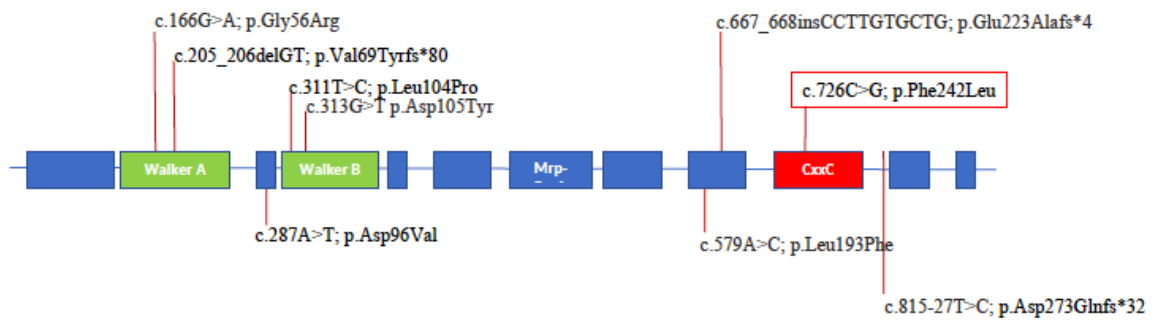 c.166G>A; p.Gly56Arg
c.667_668insCCTTGTGCTG; p.Glu223Alafs*4
c.205_206delGT; p.Val69Tyrfs*80
c.311T>C; p.Leu104Pro
c.726C>G; p.Phe242Leu
c.313G>T p.Asp105Tyr
Walker A
Walker B
Mrp-
CxxC
c.287A>T; p.Asp96Val
c.579A>C; p.Leu193Phe
c.815-27T>C; p.Asp273Glnfs*32